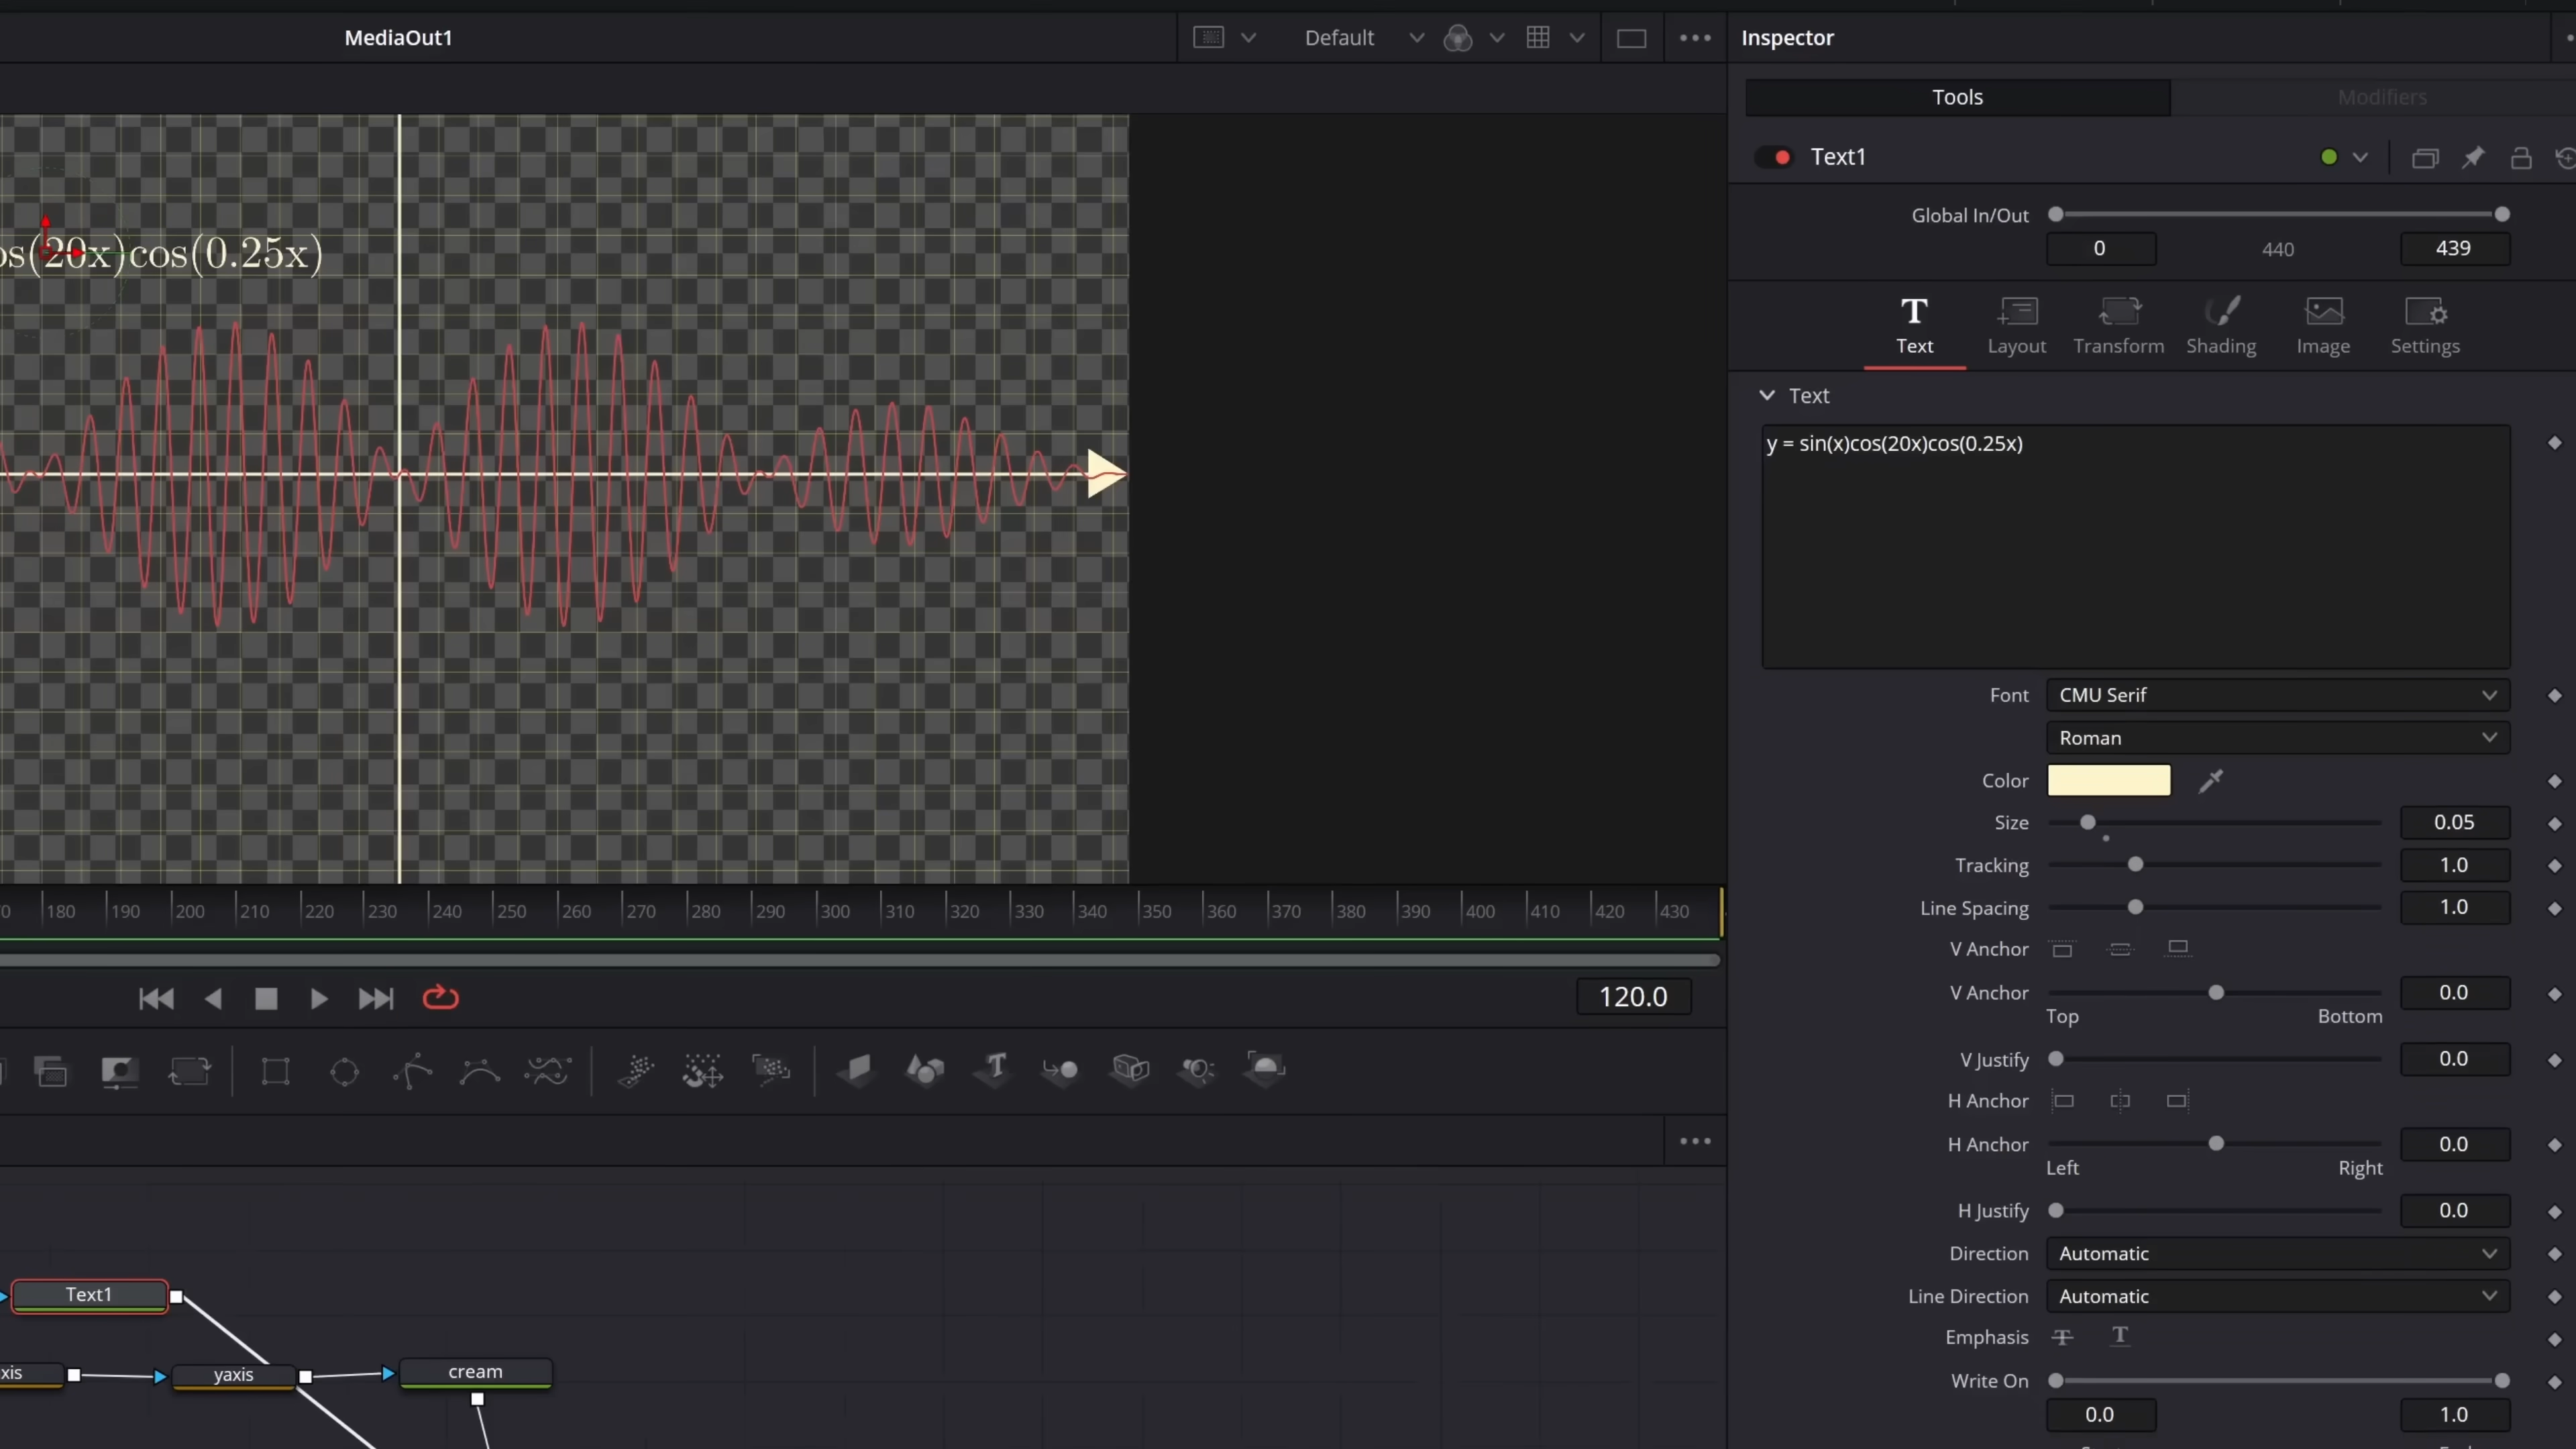 MediaOut1
Default
Inspector
Tools
Modifiers
Text1
Global In/Out
0
440
439
Text
Layout
Transform
Shading
Image
Settings
Text
y = sin(x)cos(20x)cos(0.25x)
os(20x)cos(0.25x)
Font
CMU Serif
Roman
Color
Size
0.05
Tracking
1.0
Line Spacing
1.0
V Anchor
V Anchor
0.0
Top
Bottom
V Justify
0.0
H Anchor
H Anchor
0.0
Left
Right
H Justify
0.0
Direction
Automatic
Line Direction
Automatic
Emphasis
Write On
0.0
1.0
180 190 200 210 220 230 240 250 260 270 280 290 300 310 320 330 340 350 360 370 380 390 400 410 420 430
120.0
Text1
xis
yaxis
cream